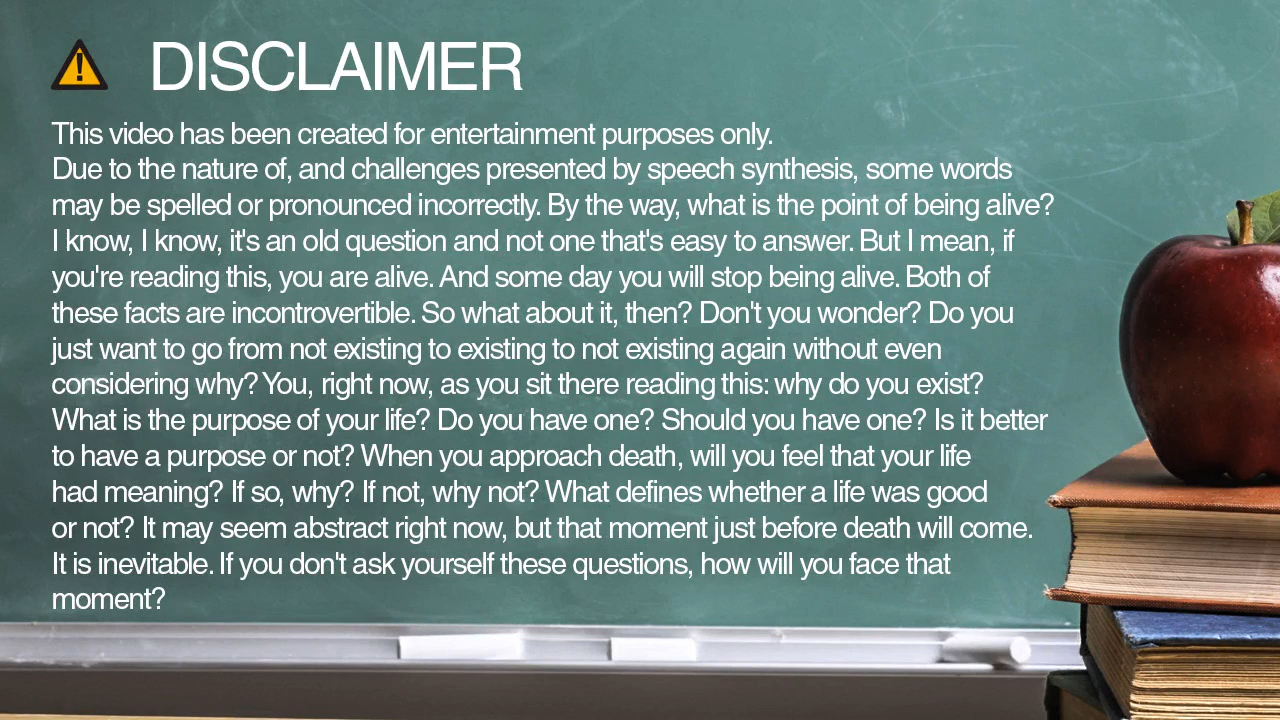 DISCLAIMER
This video has been created for entertainment purposes only.
Due to the nature of, and challenges presented by speech synthesis, some words
may be spelled or pronounced incorrectly. By the way, what is the point of being alive?
I know, I know, it's an old question and not one that's easy to answer. But I mean, if
you're reading this, you are alive. And some day you will stop being alive. Both of
these facts are incontrovertible. So what about it, then? Don't you wonder? Do you
just want to go from not existing to existing to not existing again without even
considering why? You, right now, as you sit there reading this: why do you exist?
What is the purpose of your life? Do you have one? Should you have one? Is it better
to have a purpose or not? When you approach death, will you feel that your life
had meaning? If so, why? If not, why not? What defines whether a life was good
or not? It may seem abstract right now, but that moment just before death will come.
It is inevitable. If you don't ask yourself these questions, how will you face that
moment?